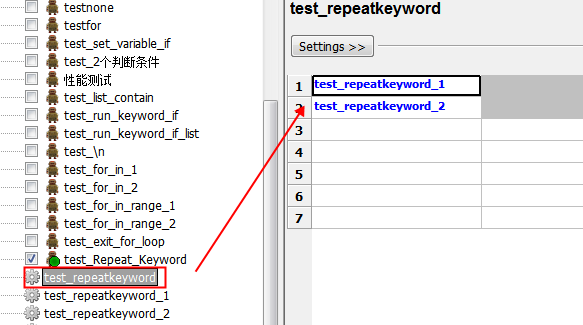 testnone
testfor
test_set_variable_if
test_2个判断条件
性能测试
test_list_contain
test_run_keyword_if
test_run_keyword_if_list
test_\n
test_for_in_1
test_for_in_2
test_for_in_range_1
test_for_in_range_2
test_exit_for_loop
test_Repeat_Keyword
test_repeatkeyword
test_repeatkeyword_1
test_repeatkeyword_2
test_repeatkeyword
Settings >>
1 test_repeatkeyword_1
2 test_repeatkeyword_2
3
4
5
6
7